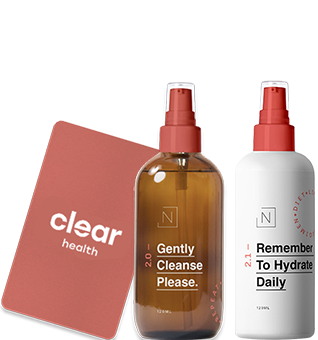 clear
health
N
2.0
Gently
Cleanse
Please.
N
2.1
Remember
To Hydrate
Daily